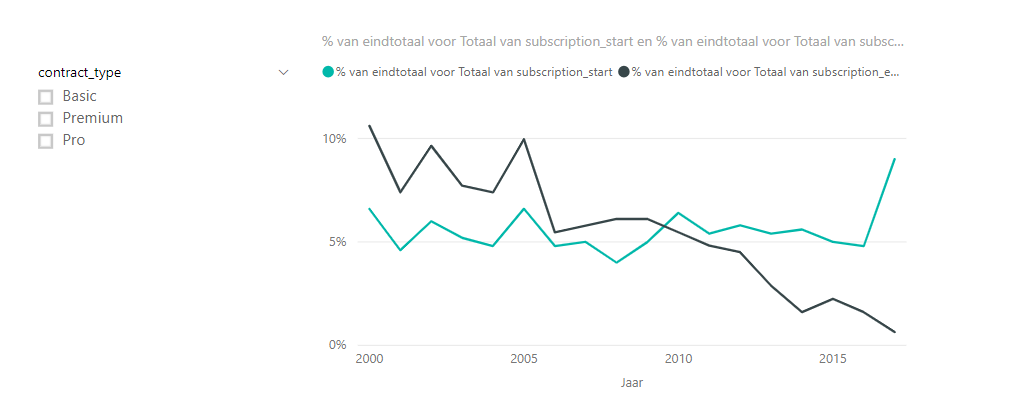 % van eindtotaal voor Totaal van subscription_start en % van eindtotaal voor Totaal van subsc...
contract_type
% van eindtotaal voor Totaal van subscription_start
% van eindtotaal voor Totaal van subscription_e...
Basic
Premium
Pro
10%
5%
0%
2000
2005
2010
2015
Jaar